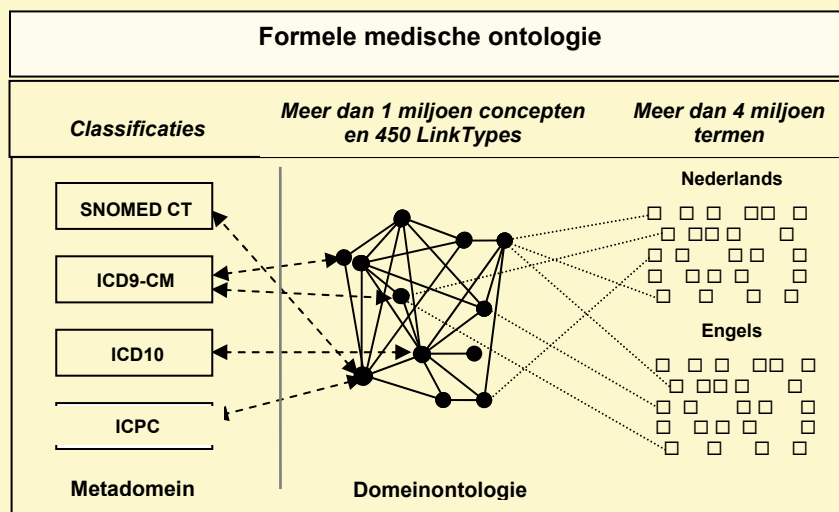 Formele medische ontologie
Classificaties
Meer dan 1 miljoen concepten
en 450 LinkTypes
Meer dan 4 miljoen
termen
SNOMED CT
ICD9-CM
ICD10
ICPC
Metadomein
Domeinontologie
Nederlands
Engels